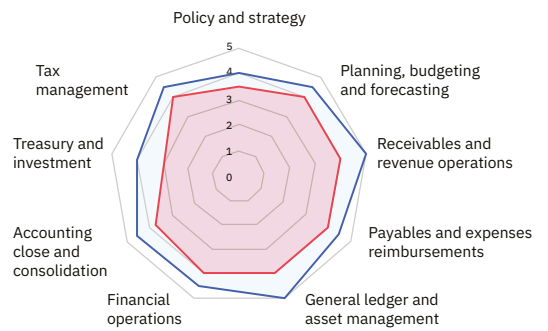 Policy and strategy
5
4
3
2
1
0
Planning, budgeting
and forecasting
Receivables and
revenue operations
Payables and expenses
reimbursements
General ledger and
asset management
Financial
operations
Accounting
close and
consolidation
Treasury and
investment
Tax
management